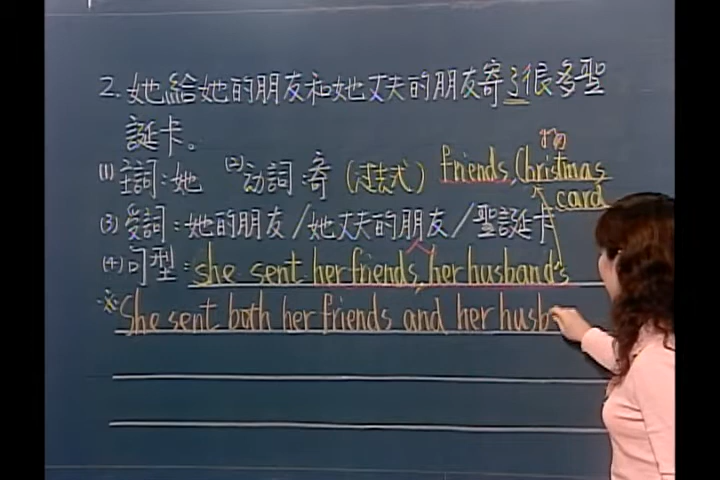 2. 她給她的朋友和她丈夫的朋友寄了很多聖
誕卡。
(1) 主詞:她 (2) 动詞:寄 (过去式) friends, Christmas
card
(3) 受詞:她的朋友/她丈夫的朋友/聖誕卡
(4) 句型:she sent her friends, her husband's
※ She sent both her friends and her husb